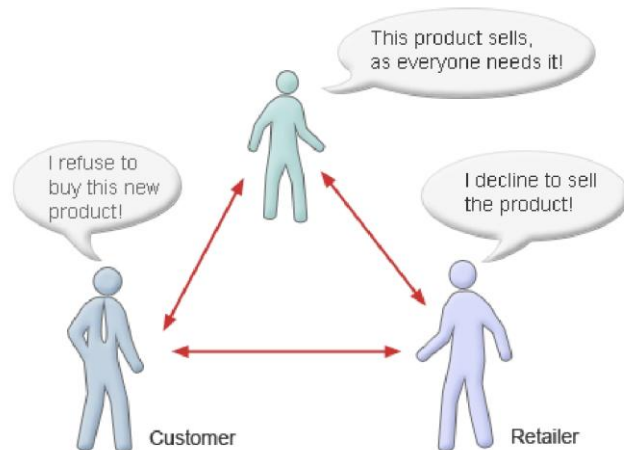 This product sells,
as everyone needs it!
I refuse to
buy this new
product!
I decline to sell
the product!
Customer
Retailer